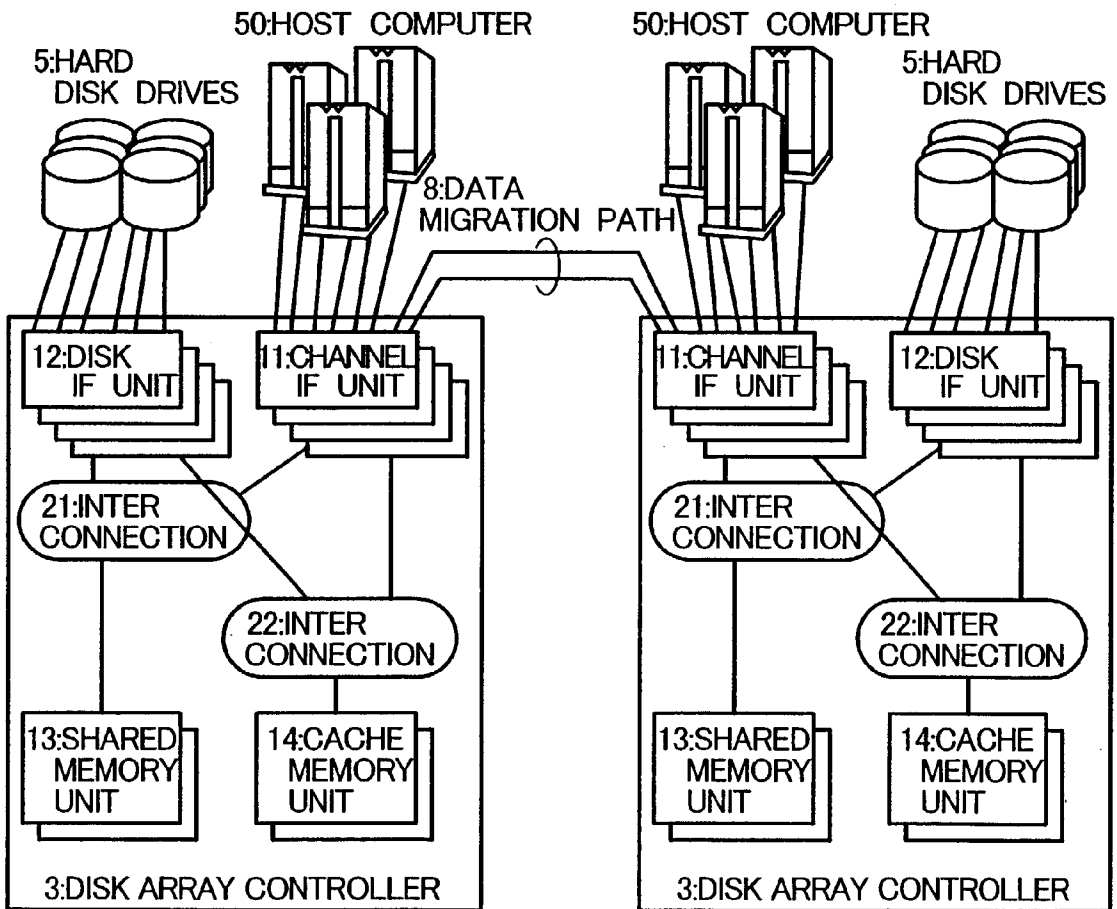 50:HOST COMPUTER
50:HOST COMPUTER
5:HARD
DISK DRIVES
5:HARD
DISK DRIVES
8:DATA
MIGRATION PATH
12:DISK
IF UNIT
11:CHANNEL
IF UNIT
11:CHANNEL
IF UNIT
12:DISK
IF UNIT
21:INTER
CONNECTION
21:INTER
CONNECTION
22:INTER
CONNECTION
22:INTER
CONNECTION
13:SHARED
MEMORY
UNIT
14:CACHE
MEMORY
UNIT
13:SHARED
MEMORY
UNIT
14:CACHE
MEMORY
UNIT
3:DISK ARRAY CONTROLLER
3:DISK ARRAY CONTROLLER